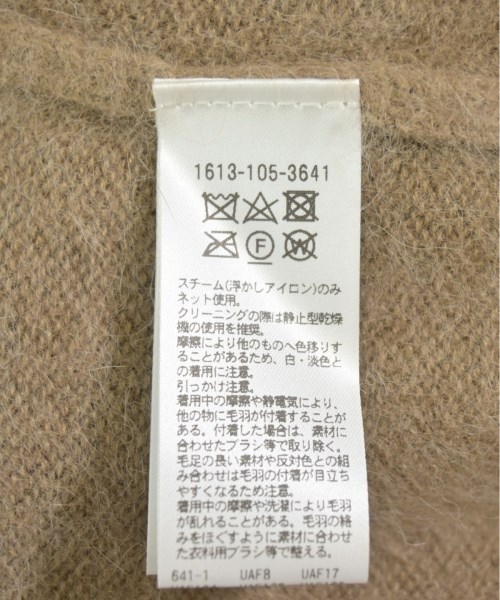 1613-105-3641
F W
スチーム(浮かしアイロン)のみ
ネット使用。
クリーニングの際は静止型乾燥
機の使用を推奨。
摩擦により他のものへ色移りす
ることがあるため、白・淡色と
の着用に注意。
引っかけ注意。
着用中の摩擦や静電気により、
他の物に毛羽が付着することが
ある。付着した場合は、素材に
合わせたブラシ等で取り除く。
毛足の長い素材や反対色との組
み合わせは毛羽の付着が目立ち
やすくなるため注意。
着用中の摩擦や洗濯により毛羽
が乱れることがある。毛羽の絡
みをほぐすように素材に合わせ
た衣料用ブラシ等で整える。
641-1 UAF8 UAF17